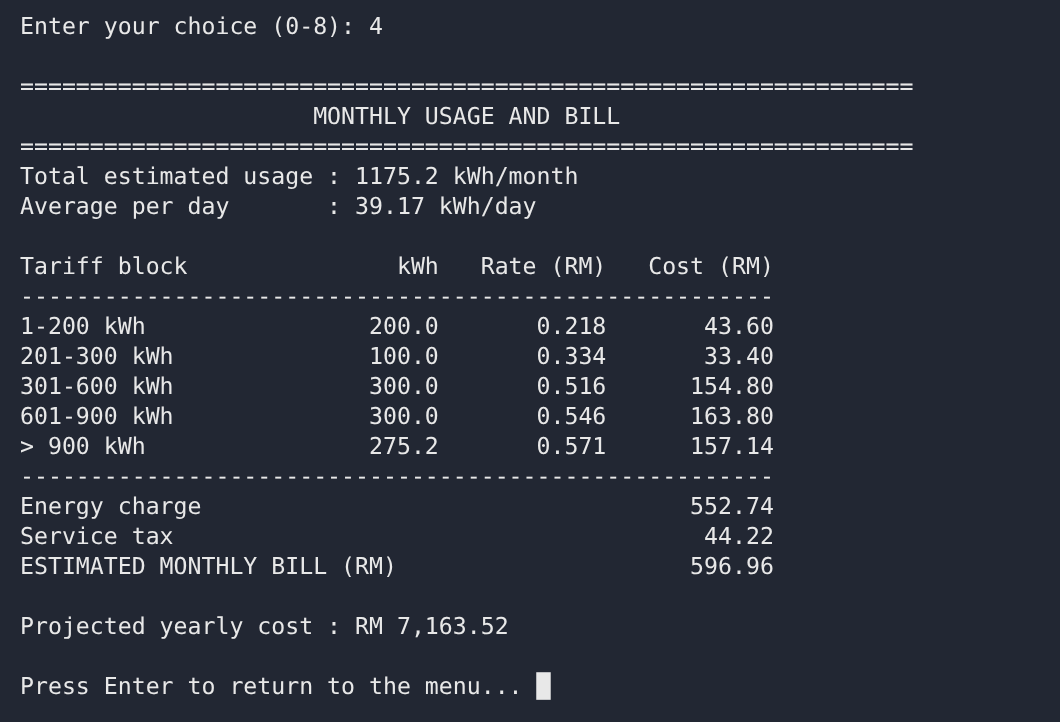 Enter your choice (0-8): 4
================================================================
                     MONTHLY USAGE AND BILL
================================================================
Total estimated usage : 1175.2 kWh/month
Average per day       : 39.17 kWh/day
Tariff block               kWh   Rate (RM)   Cost (RM)
------------------------------------------------------
1-200 kWh                200.0       0.218       43.60
201-300 kWh              100.0       0.334       33.40
301-600 kWh              300.0       0.516      154.80
601-900 kWh              300.0       0.546      163.80
> 900 kWh                275.2       0.571      157.14
------------------------------------------------------
Energy charge                                   552.74
Service tax                                      44.22
ESTIMATED MONTHLY BILL (RM)                     596.96
Projected yearly cost : RM 7,163.52
Press Enter to return to the menu...